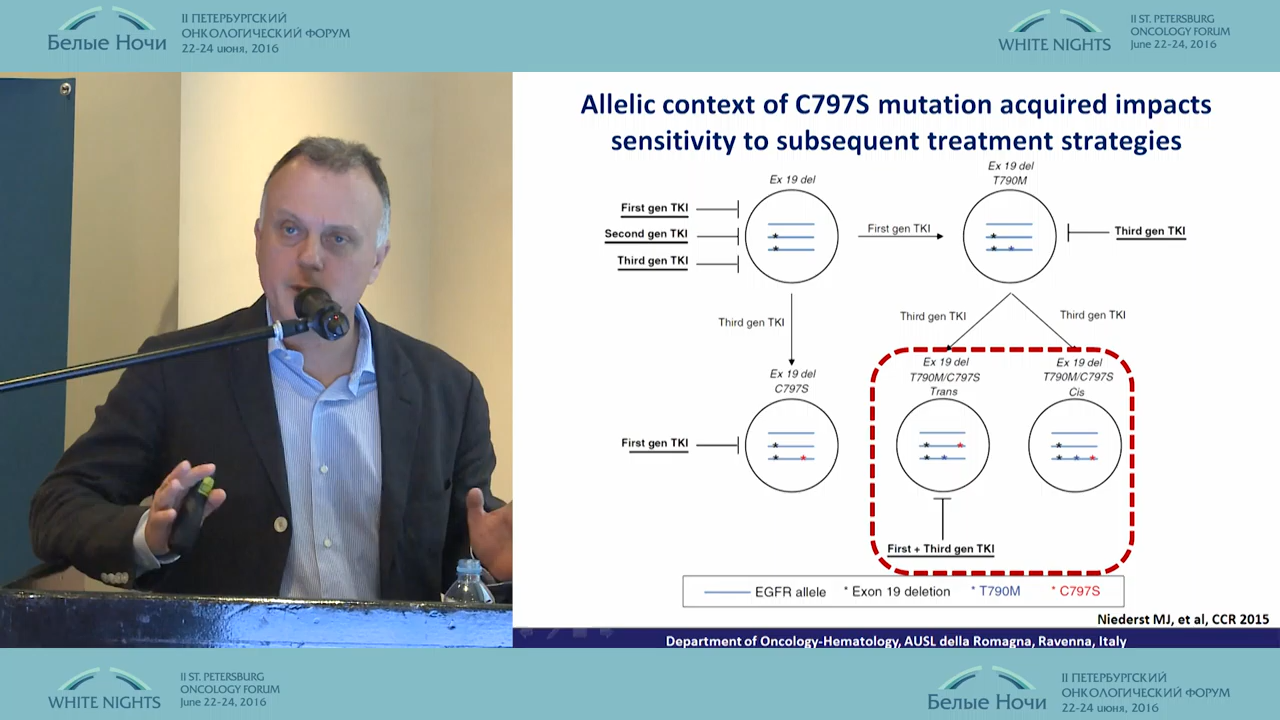 Белые Ночи
II ПЕТЕРБУРГСКИЙ
ОНКОЛОГИЧЕСКИЙ ФОРУМ
22-24 июня, 2016
WHITE NIGHTS
II ST. PETERSBURG
ONCOLOGY FORUM
June 22-24, 2016
Allelic context of C797S mutation acquired impacts
sensitivity to subsequent treatment strategies
Ex 19 del
Ex 19 del
T790M
First gen TKI
Second gen TKI
Third gen TKI
First gen TKI
Third gen TKI
Third gen TKI
Third gen TKI
Third gen TKI
Ex 19 del
C797S
Ex 19 del
T790M/C797S
Trans
Ex 19 del
T790M/C797S
Cis
First gen TKI
First + Third gen TKI
EGFR allele
* Exon 19 deletion
* T790M
* C797S
Niederst MJ, et al, CCR 2015
Department of Oncology-Hematology, AUSL della Romagna, Ravenna, Italy
WHITE NIGHTS
II ST. PETERSBURG
ONCOLOGY FORUM
June 22-24, 2016
Белые Ночи
II ПЕТЕРБУРГСКИЙ
ОНКОЛОГИЧЕСКИЙ ФОРУМ
22-24 июня, 2016